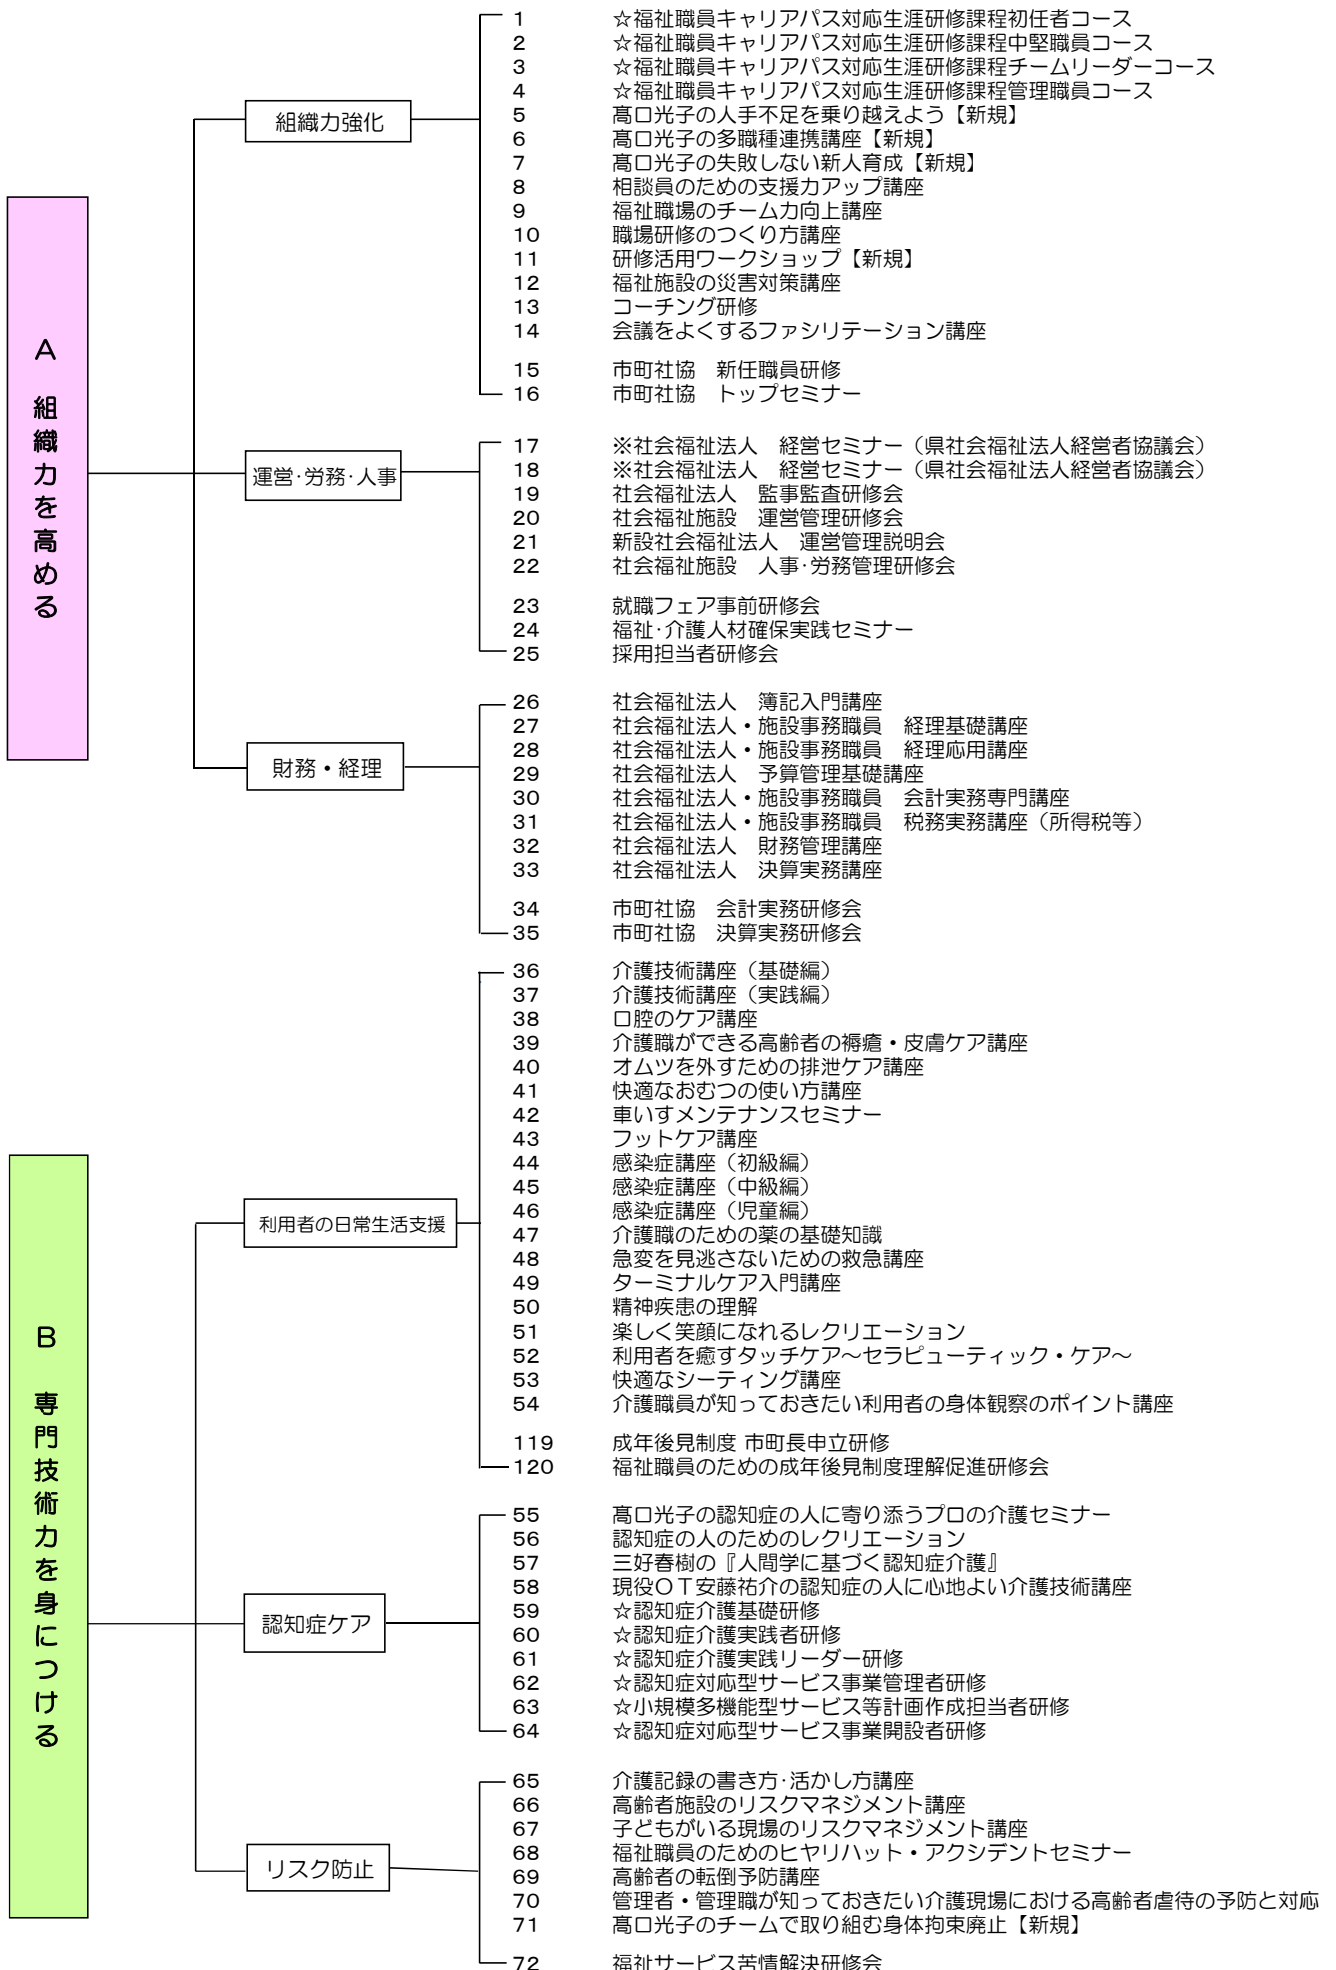 A 組織力を高める
組織力強化
1 ☆福祉職員キャリアパス対応生涯研修課程初任者コース
2 ☆福祉職員キャリアパス対応生涯研修課程中堅職員コース
3 ☆福祉職員キャリアパス対応生涯研修課程チームリーダーコース
4 ☆福祉職員キャリアパス対応生涯研修課程管理職員コース
5 髙口光子の人手不足を乗り越えよう【新規】
6 髙口光子の多職種連携講座【新規】
7 髙口光子の失敗しない新人育成【新規】
8 相談員のための支援力アップ講座
9 福祉職場のチーム力向上講座
10 職場研修のつくり方講座
11 研修活用ワークショップ【新規】
12 福祉施設の災害対策講座
13 コーチング研修
14 会議をよくするファシリテーション講座
15 市町社協　新任職員研修
16 市町社協　トップセミナー
運営･労務･人事
17 ※社会福祉法人　経営セミナー（県社会福祉法人経営者協議会）
18 ※社会福祉法人　経営セミナー（県社会福祉法人経営者協議会）
19 社会福祉法人　監事監査研修会
20 社会福祉施設　運営管理研修会
21 新設社会福祉法人　運営管理説明会
22 社会福祉施設　人事･労務管理研修会
23 就職フェア事前研修会
24 福祉･介護人材確保実践セミナー
25 採用担当者研修会
財務・経理
26 社会福祉法人　簿記入門講座
27 社会福祉法人・施設事務職員　経理基礎講座
28 社会福祉法人・施設事務職員　経理応用講座
29 社会福祉法人　予算管理基礎講座
30 社会福祉法人・施設事務職員　会計実務専門講座
31 社会福祉法人・施設事務職員　税務実務講座（所得税等）
32 社会福祉法人　財務管理講座
33 社会福祉法人　決算実務講座
34 市町社協　会計実務研修会
35 市町社協　決算実務研修会
B 専門技術力を身につける
利用者の日常生活支援
36 介護技術講座（基礎編）
37 介護技術講座（実践編）
38 口腔のケア講座
39 介護職ができる高齢者の褥瘡・皮膚ケア講座
40 オムツを外すための排泄ケア講座
41 快適なおむつの使い方講座
42 車いすメンテナンスセミナー
43 フットケア講座
44 感染症講座（初級編）
45 感染症講座（中級編）
46 感染症講座（児童編）
47 介護職のための薬の基礎知識
48 急変を見逃さないための救急講座
49 ターミナルケア入門講座
50 精神疾患の理解
51 楽しく笑顔になれるレクリエーション
52 利用者を癒すタッチケア～セラピューティック・ケア～
53 快適なシーティング講座
54 介護職員が知っておきたい利用者の身体観察のポイント講座
119 成年後見制度 市町長申立研修
120 福祉職員のための成年後見制度理解促進研修会
認知症ケア
55 髙口光子の認知症の人に寄り添うプロの介護セミナー
56 認知症の人のためのレクリエーション
57 三好春樹の『人間学に基づく認知症介護』
58 現役ＯＴ安藤祐介の認知症の人に心地よい介護技術講座
59 ☆認知症介護基礎研修
60 ☆認知症介護実践者研修
61 ☆認知症介護実践リーダー研修
62 ☆認知症対応型サービス事業管理者研修
63 ☆小規模多機能型サービス等計画作成担当者研修
64 ☆認知症対応型サービス事業開設者研修
リスク防止
65 介護記録の書き方･活かし方講座
66 高齢者施設のリスクマネジメント講座
67 子どもがいる現場のリスクマネジメント講座
68 福祉職員のためのヒヤリハット・アクシデントセミナー
69 高齢者の転倒予防講座
70 管理者・管理職が知っておきたい介護現場における高齢者虐待の予防と対応
71 髙口光子のチームで取り組む身体拘束廃止【新規】
72 福祉サービス苦情解決研修会